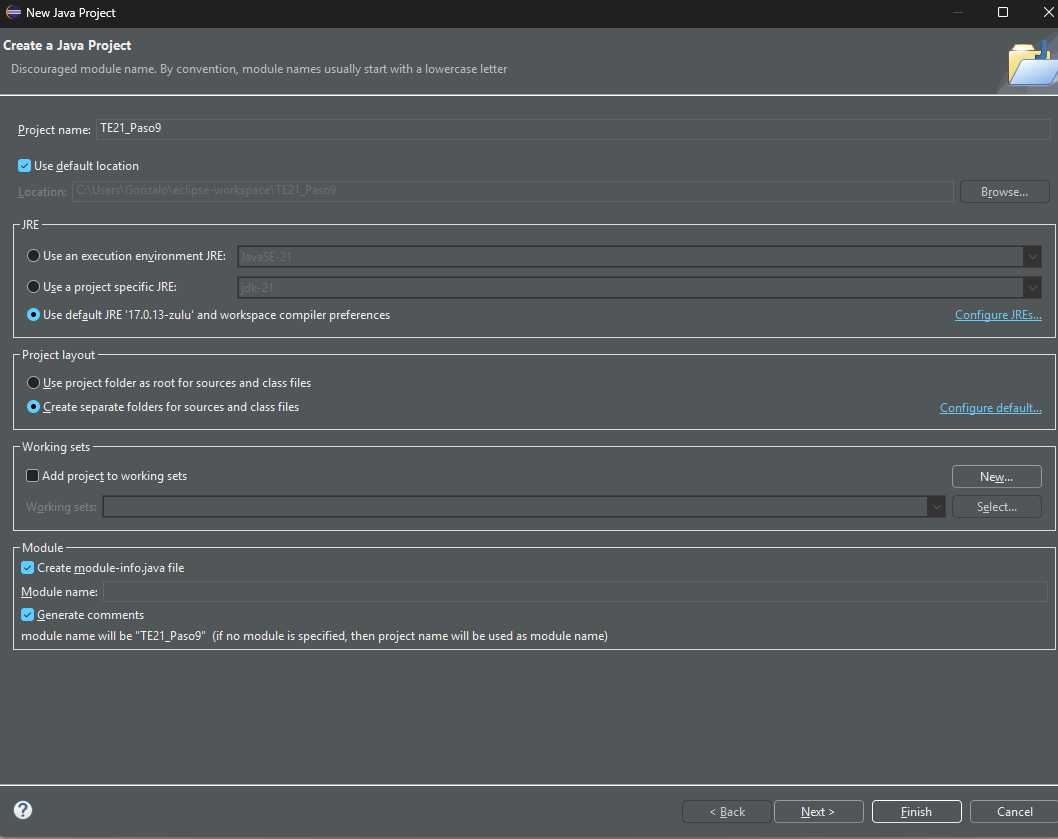 New Java Project
Create a Java Project
Discouraged module name. By convention, module names usually start with a lowercase letter
Project name: TE21_Paso9
Use default location
Location: C:\Users\Gonzalo\eclipse-workspace\TE21_Paso9 Browse...
JRE
Use an execution environment JRE: JavaSE-21
Use a project specific JRE: jdk-21
Use default JRE '17.0.13-zulu' and workspace compiler preferences Configure JREs...
Project layout
Use project folder as root for sources and class files
Create separate folders for sources and class files Configure default...
Working sets
Add project to working sets New...
Working sets: Select...
Module
Create module-info.java file
Module name:
Generate comments
module name will be "TE21_Paso9" (if no module is specified, then project name will be used as module name)
? < Back Next > Finish Cancel